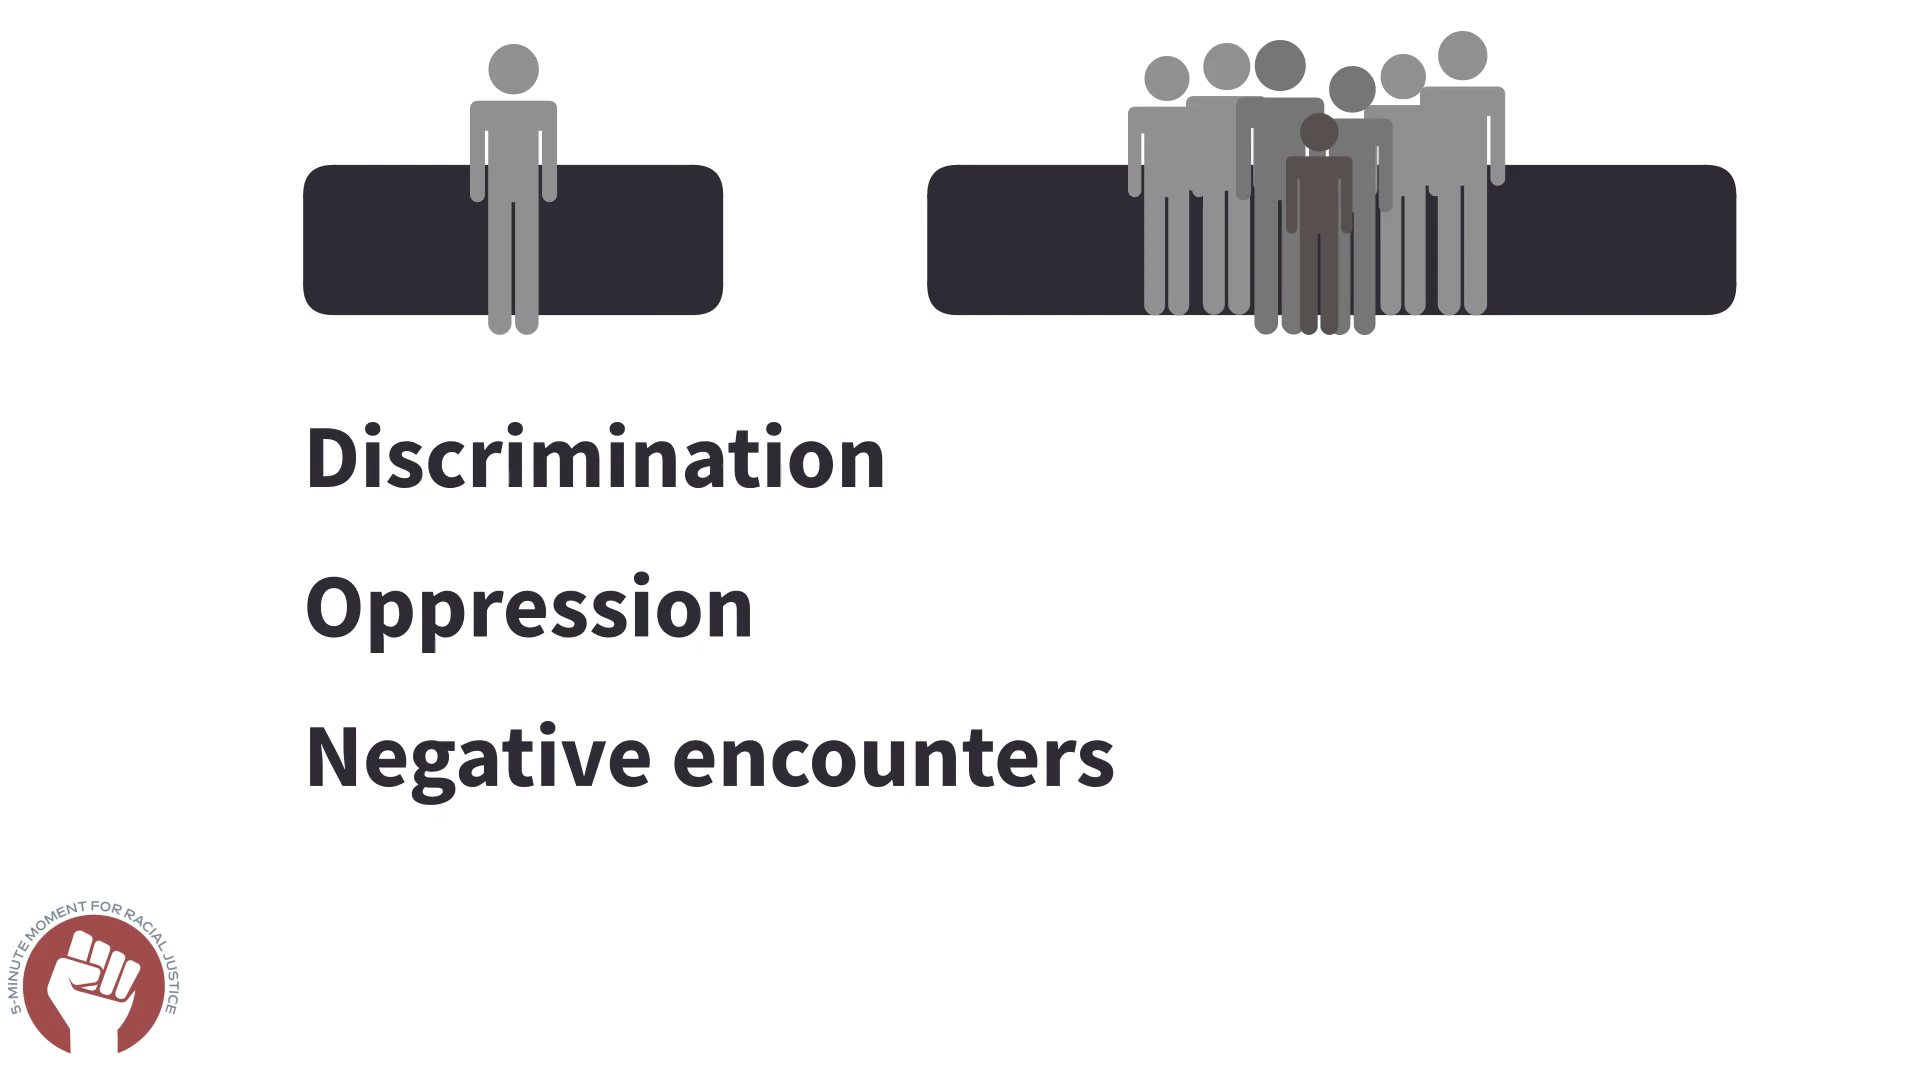 Discrimination
Oppression
Negative encounters
5-MINUTE MOMENT FOR RACIAL JUSTICE